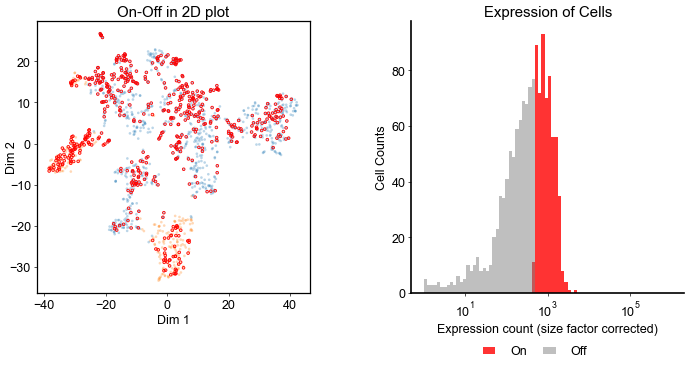 On-Off in 2D plot
20
10
0
−10
−20
−30
−40
−20
0
20
40
Dim 2
Dim 1
Expression of Cells
80
60
40
20
0
10^1
10^3
10^5
Cell Counts
Expression count (size factor corrected)
On
Off